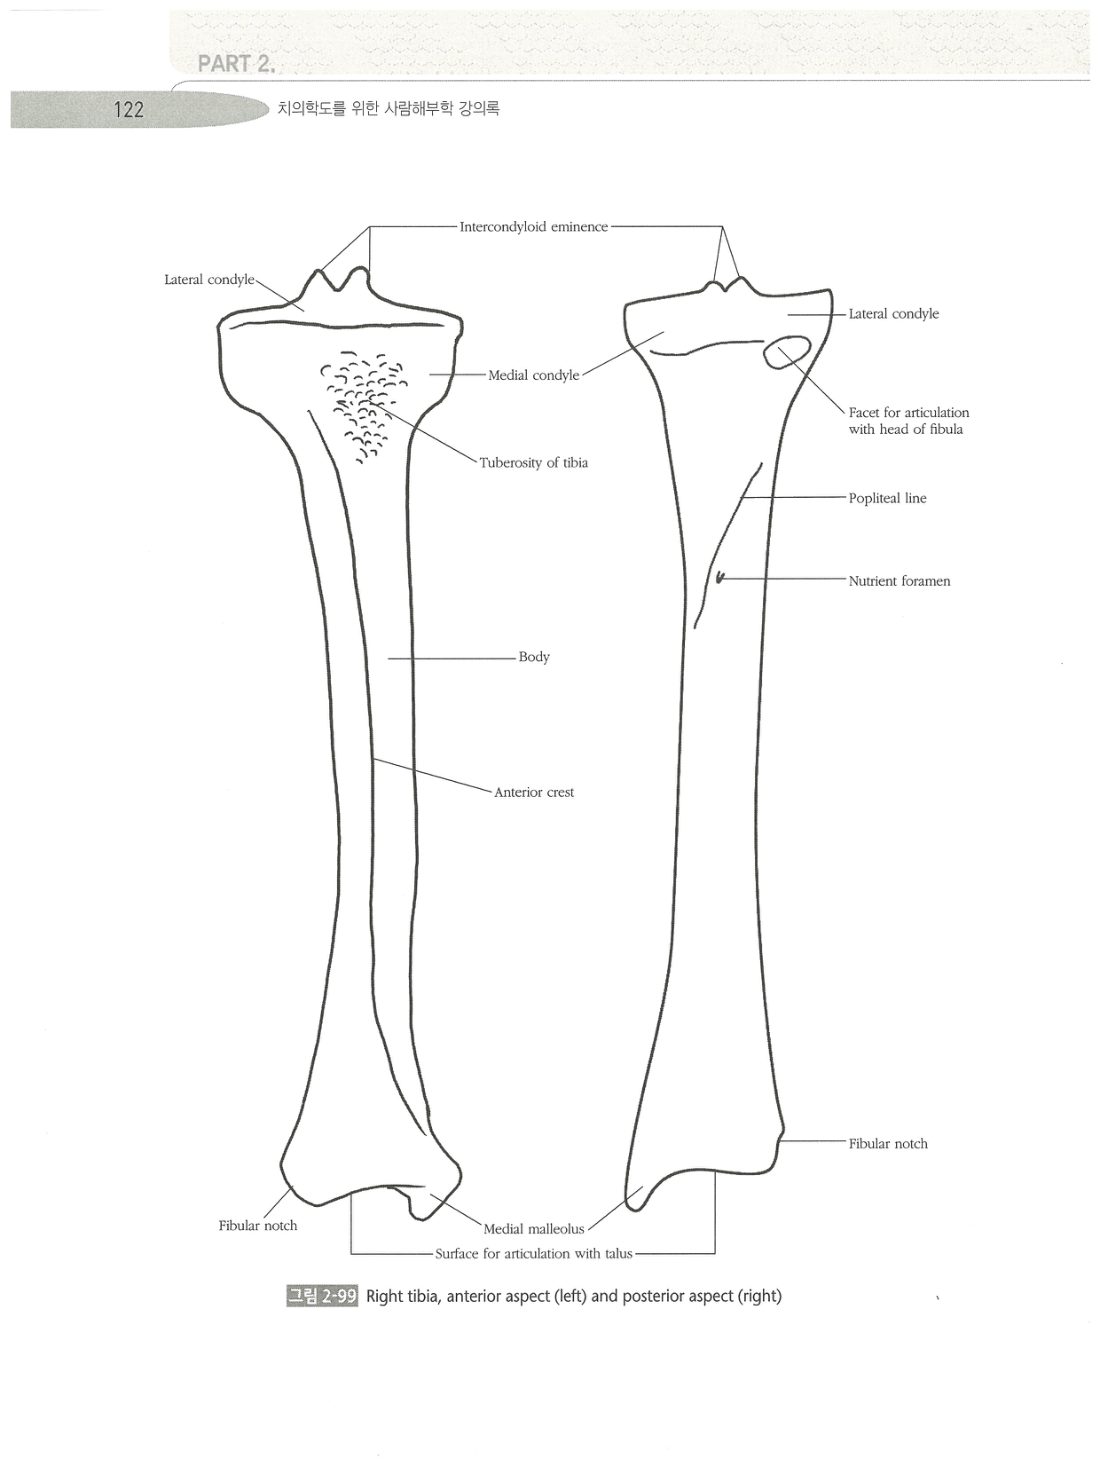 PART 2.
122
치의학도를 위한 사람해부학 강의록
Intercondyloid eminence
Lateral condyle
Lateral condyle
Medial condyle
Facet for articulation
with head of fibula
Tuberosity of tibia
Popliteal line
Nutrient foramen
Body
Anterior crest
Fibular notch
Fibular notch
Medial malleolus
Surface for articulation with talus
그림 2-99 Right tibia, anterior aspect (left) and posterior aspect (right)